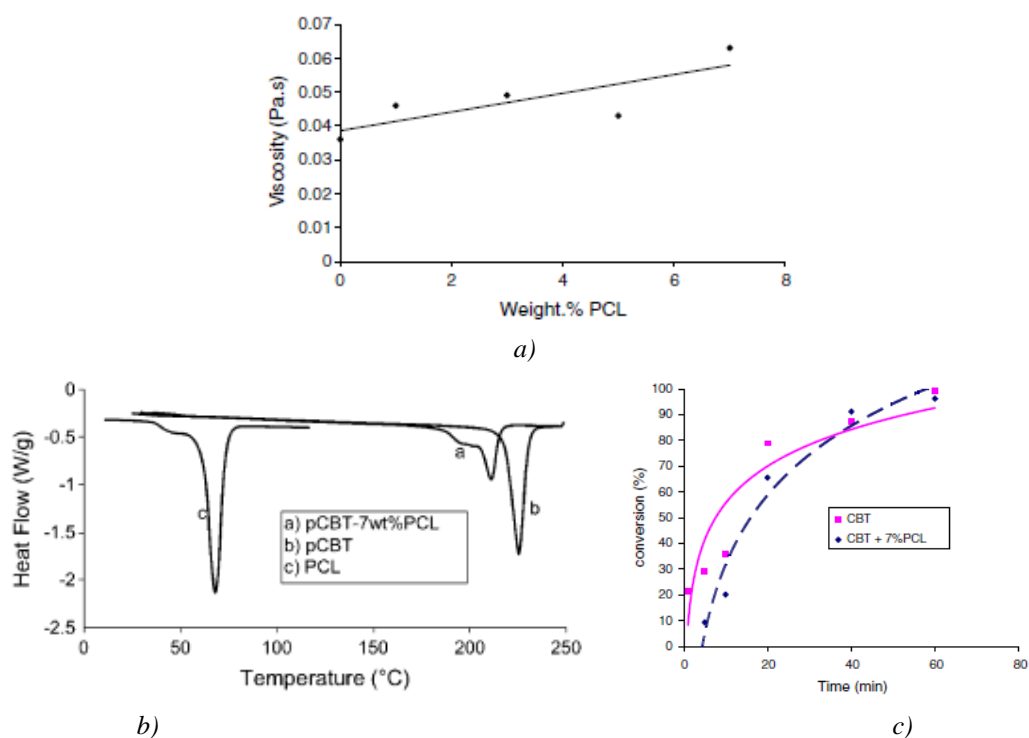 0.07
0.06
0.05
0.04
0.03
0.02
0.01
0
Viscosity (Pa.s)
0 2 4 6 8
Weight.% PCL
a)
0
-0.5
-1
-1.5
-2
-2.5
Heat Flow (W/g)
a
b
c
a) pCBT-7wt%PCL
b) pCBT
c) PCL
0 50 100 150 200 250
Temperature (°C)
b)
100
90
80
70
60
50
40
30
20
10
0
conversion (%)
CBT
CBT + 7%PCL
0 20 40 60 80
Time (min)
c)